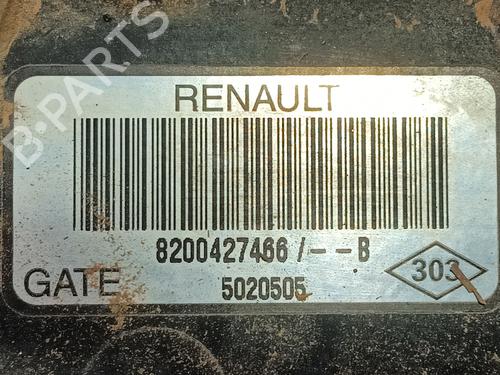 B-PARTS
RENAULT
8200427466/--B
GATE
5020505
303